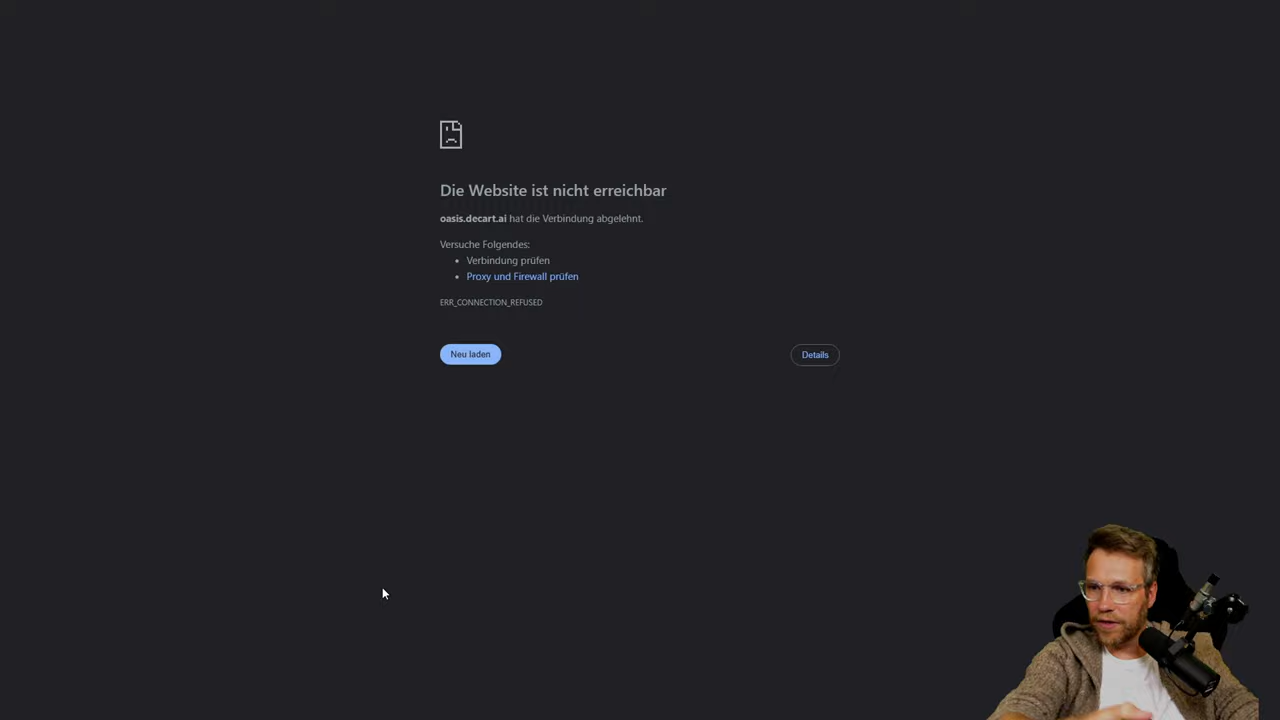 Die Website ist nicht erreichbar
oasis.decart.ai hat die Verbindung abgelehnt.
Versuche Folgendes:
Verbindung prüfen
Proxy und Firewall prüfen
ERR_CONNECTION_REFUSED
Neu laden
Details